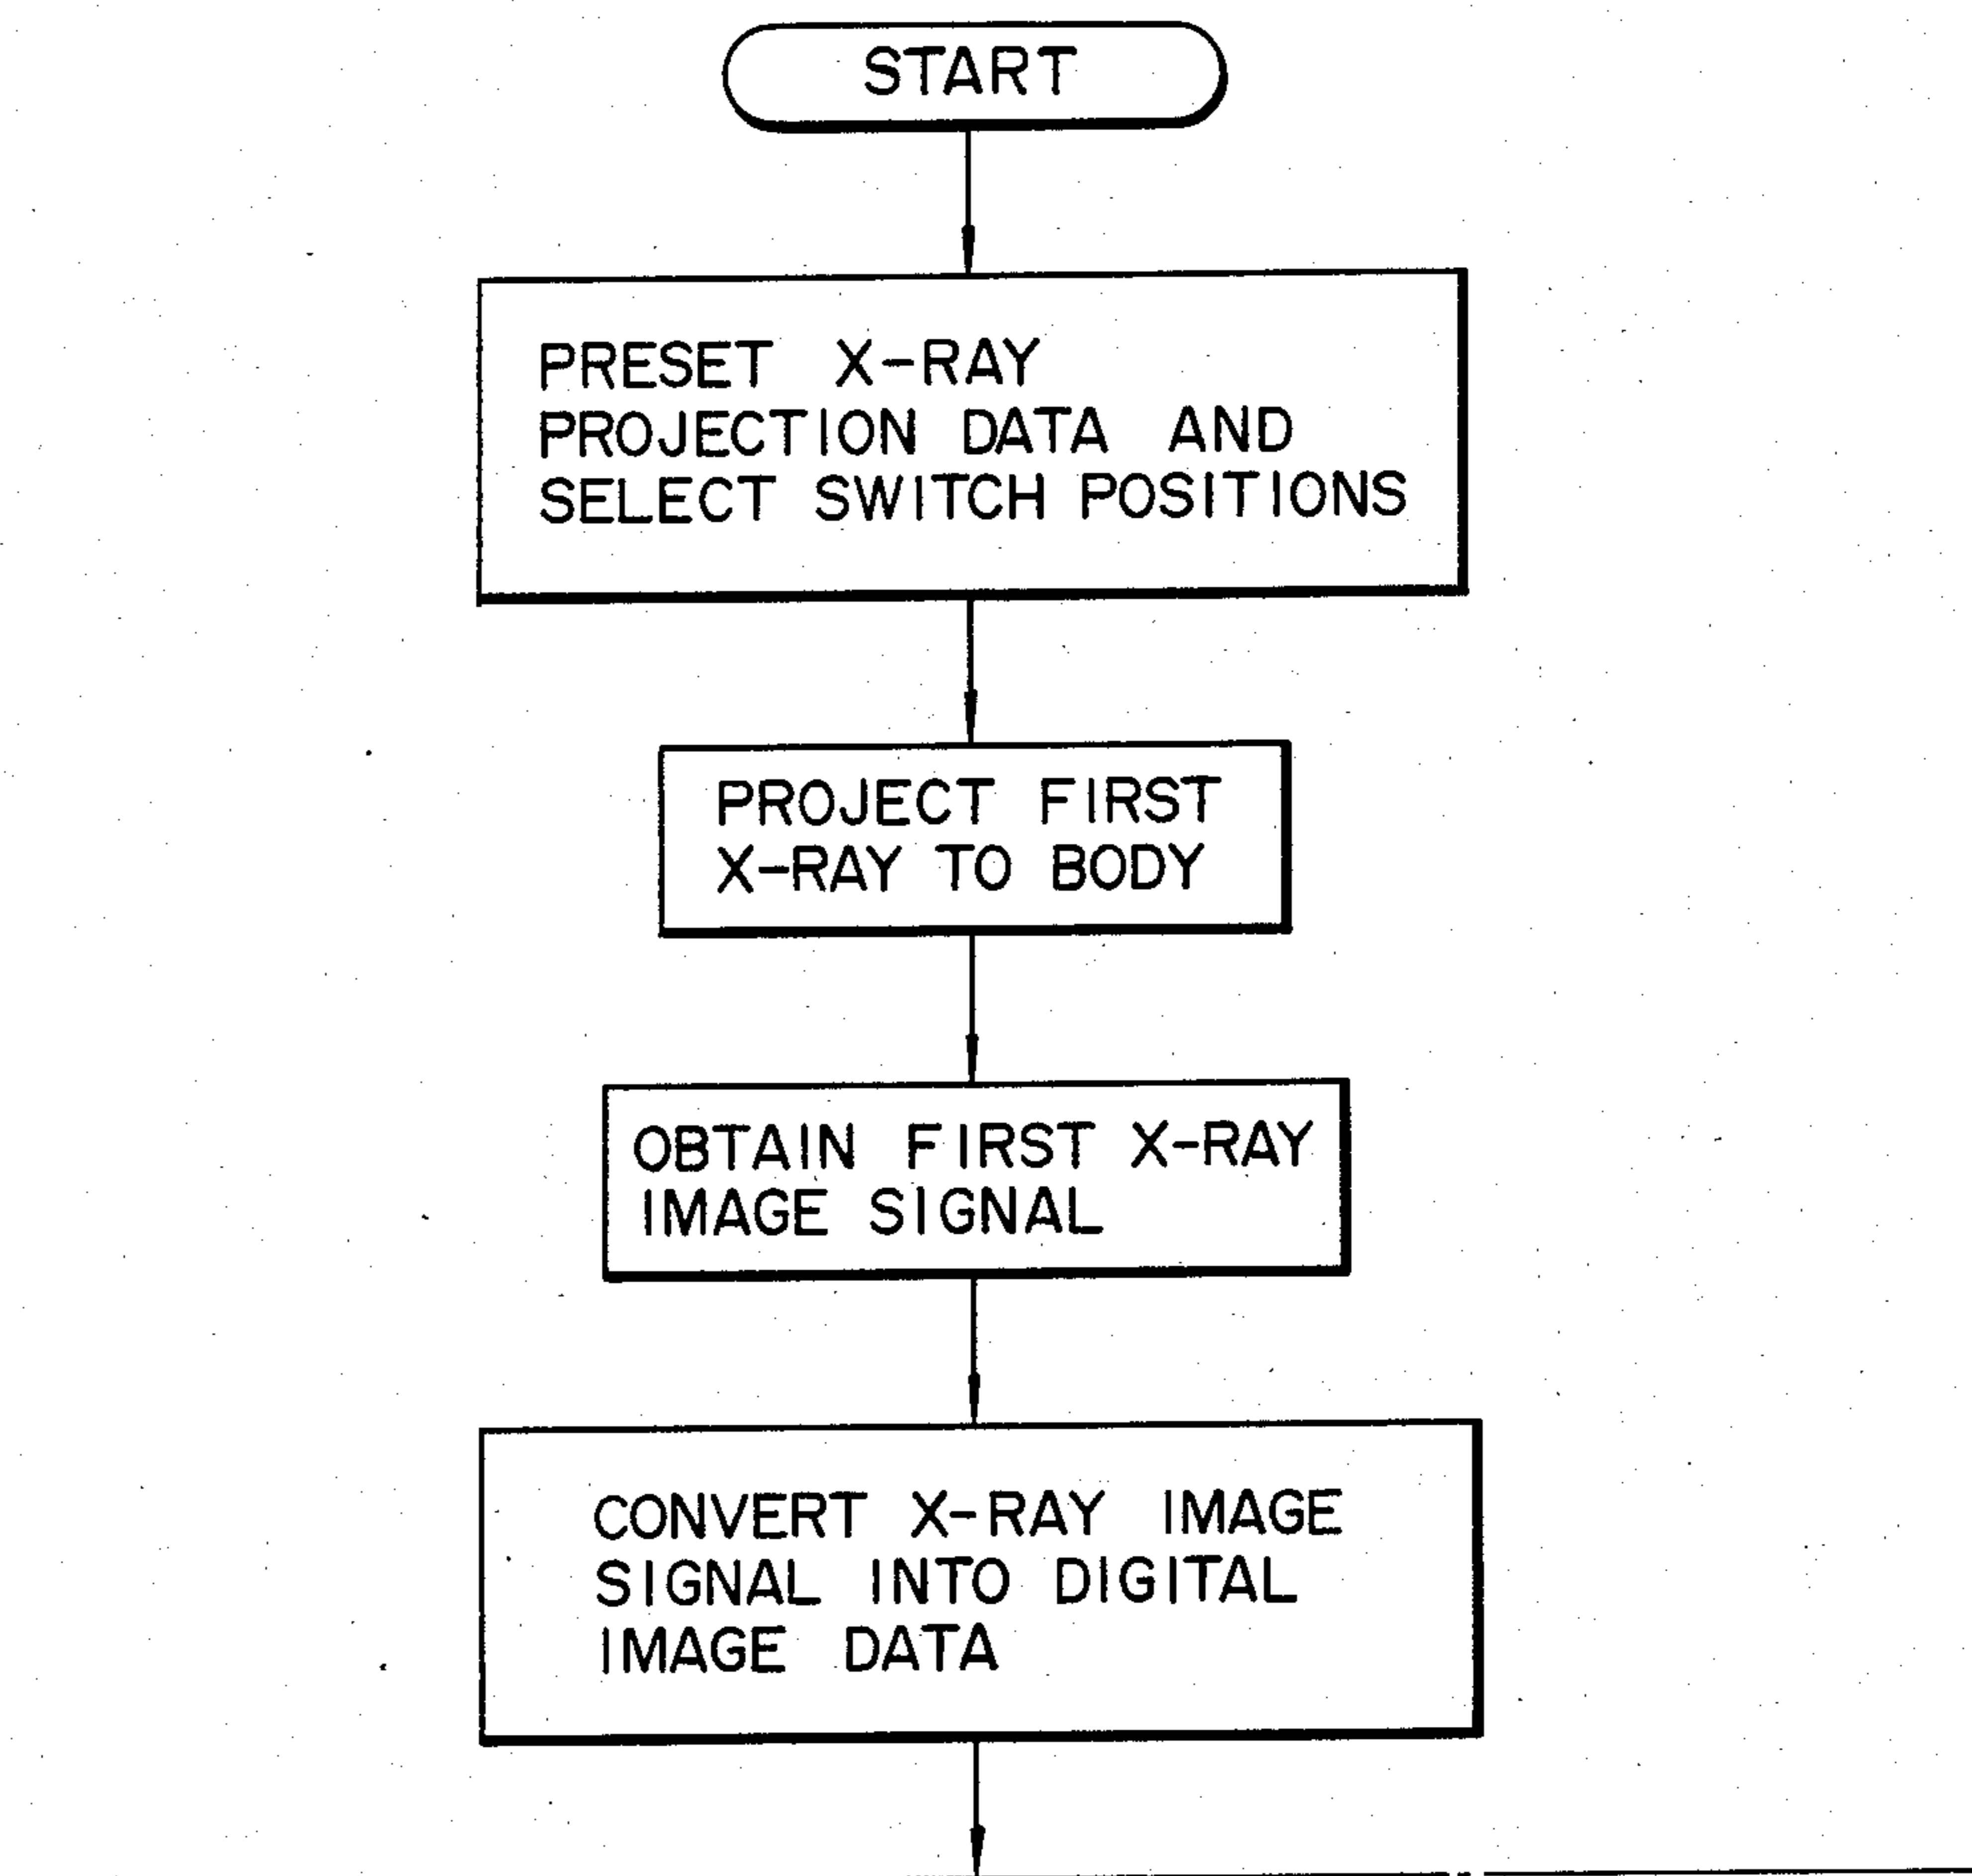 START
PRESET X-RAY
PROJECTION DATA AND
SELECT SWITCH POSITIONS
PROJECT FIRST
X-RAY TO BODY
OBTAIN FIRST X-RAY
IMAGE SIGNAL
CONVERT X-RAY IMAGE
SIGNAL INTO DIGITAL
IMAGE DATA